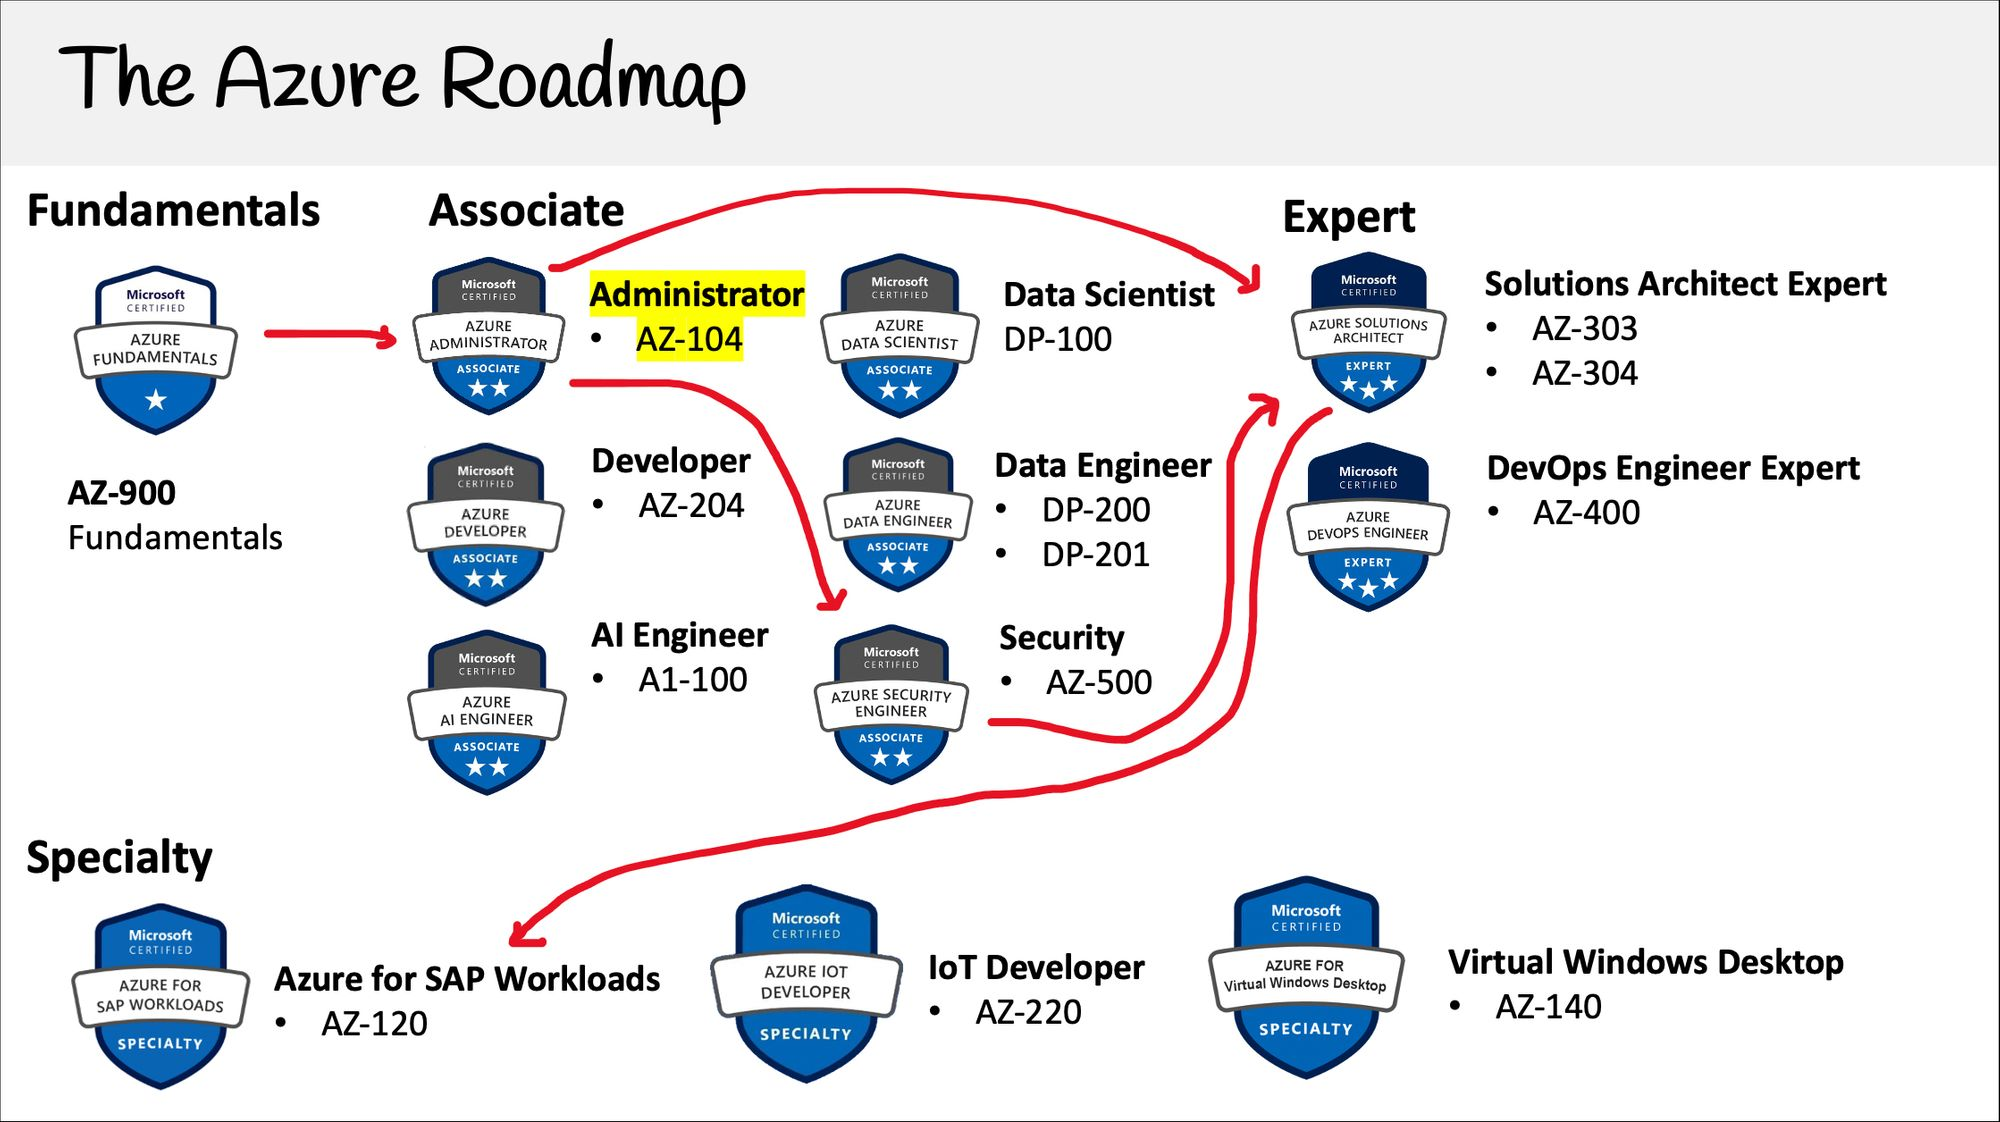 The Azure Roadmap
Fundamentals
Microsoft
CERTIFIED
AZURE
FUNDAMENTALS
AZ-900
Fundamentals
Associate
Microsoft
CERTIFIED
AZURE
ADMINISTRATOR
ASSOCIATE
Administrator
• AZ-104
Microsoft
CERTIFIED
AZURE
DATA SCIENTIST
ASSOCIATE
Data Scientist
DP-100
Microsoft
CERTIFIED
AZURE
DEVELOPER
ASSOCIATE
Developer
• AZ-204
Microsoft
CERTIFIED
AZURE
DATA ENGINEER
ASSOCIATE
Data Engineer
• DP-200
• DP-201
Microsoft
CERTIFIED
AZURE
AI ENGINEER
ASSOCIATE
AI Engineer
• A1-100
Microsoft
CERTIFIED
AZURE SECURITY
ENGINEER
ASSOCIATE
Security
• AZ-500
Expert
Microsoft
CERTIFIED
AZURE SOLUTIONS
ARCHITECT
EXPERT
Solutions Architect Expert
• AZ-303
• AZ-304
Microsoft
CERTIFIED
AZURE
DEVOPS ENGINEER
EXPERT
DevOps Engineer Expert
• AZ-400
Specialty
Microsoft
CERTIFIED
AZURE FOR
SAP WORKLOADS
SPECIALTY
Azure for SAP Workloads
• AZ-120
Microsoft
CERTIFIED
AZURE IOT
DEVELOPER
SPECIALTY
IoT Developer
• AZ-220
Microsoft
CERTIFIED
AZURE FOR
Virtual Windows Desktop
SPECIALTY
Virtual Windows Desktop
• AZ-140